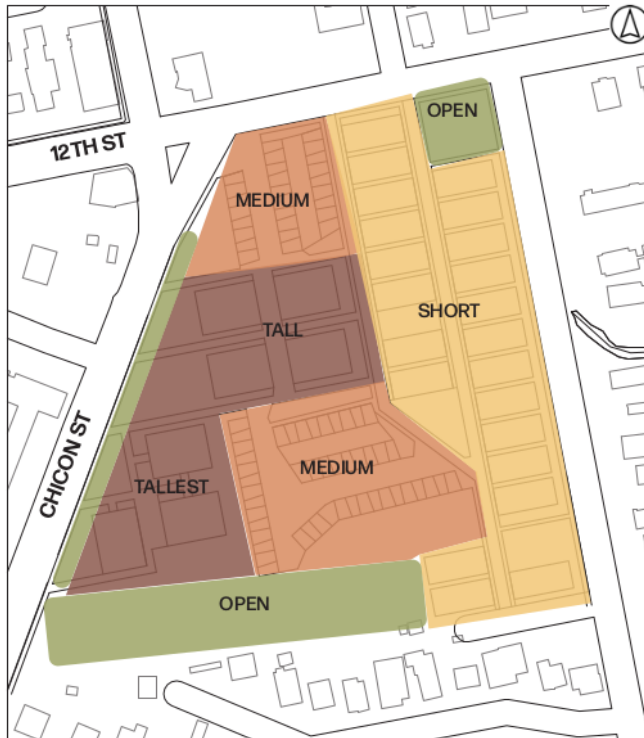 OPEN
12TH ST
MEDIUM
SHORT
TALL
CHICON ST
MEDIUM
TALLEST
OPEN